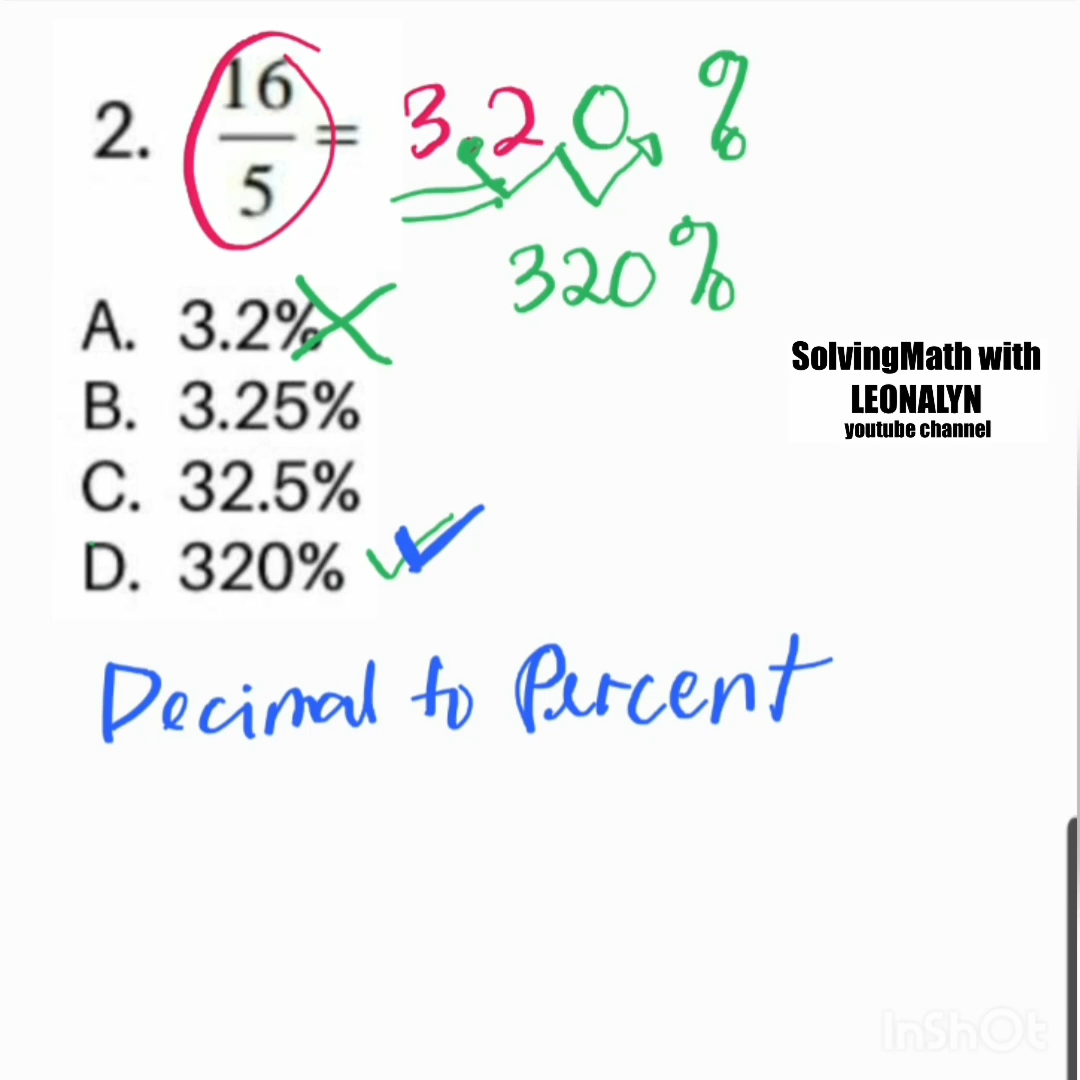 2. 16/5 = 3.20 %
320%
A. 3.2%
B. 3.25%
C. 32.5%
D. 320%
SolvingMath with
LEONALYN
youtube channel
Decimal to Percent
InShOt